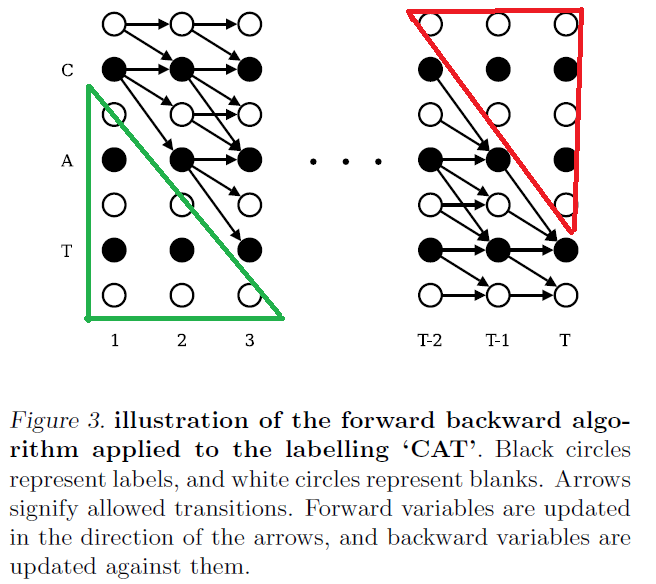 C
A
T
1 2 3 T-2 T-1 T
Figure 3. illustration of the forward backward algo-
rithm applied to the labelling ‘CAT’. Black circles
represent labels, and white circles represent blanks. Arrows
signify allowed transitions. Forward variables are updated
in the direction of the arrows, and backward variables are
updated against them.